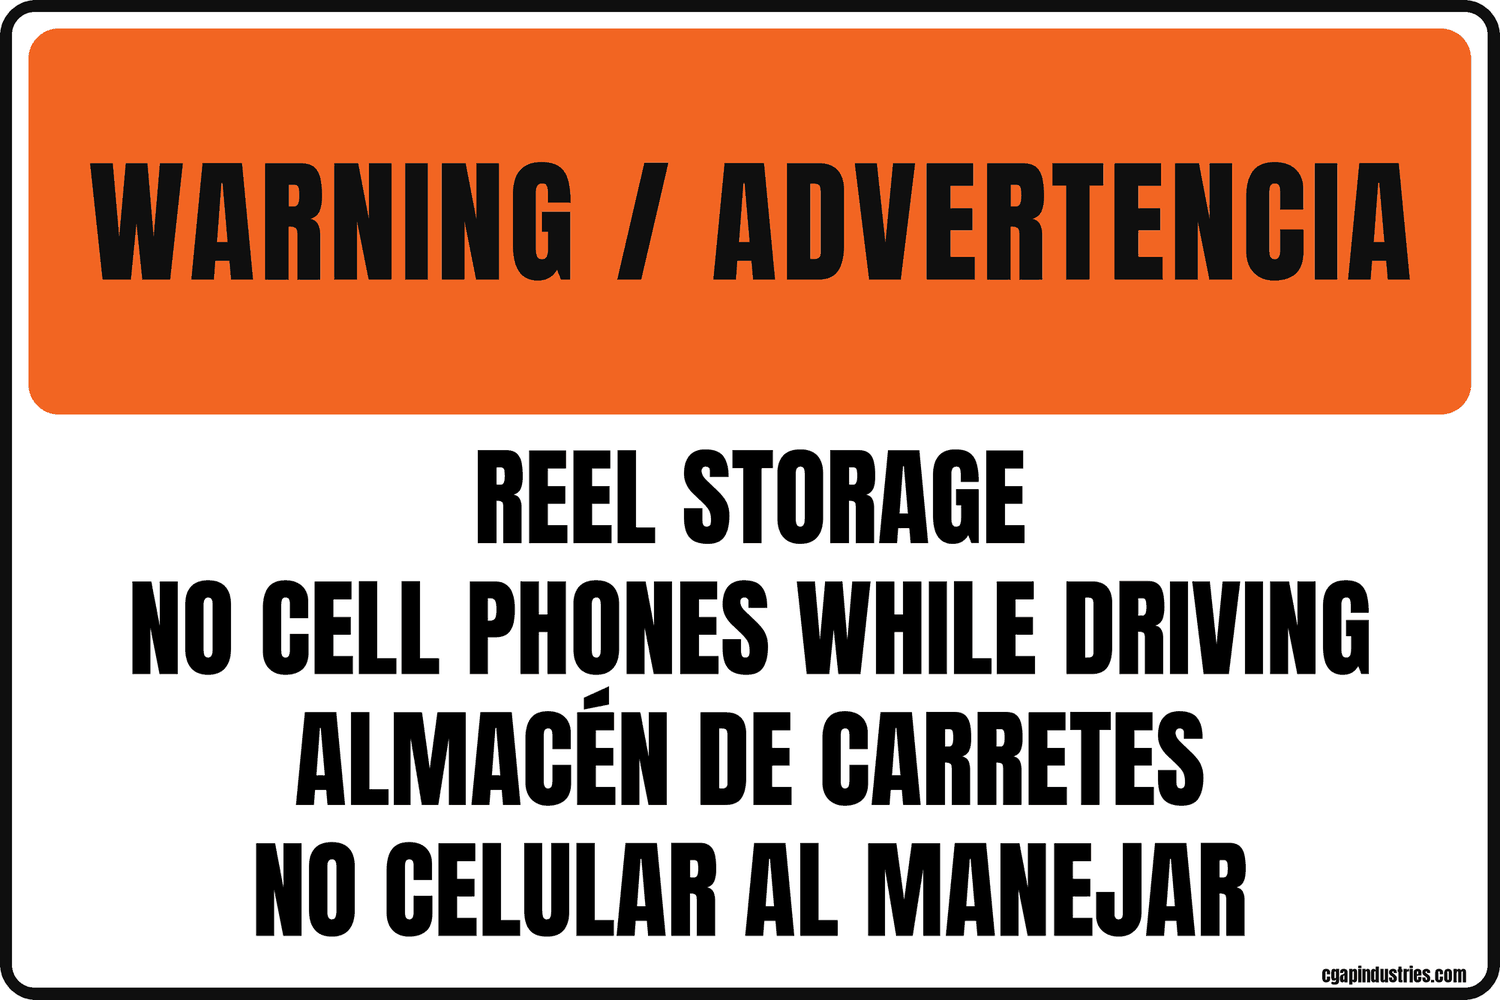 WARNING / ADVERTENCIA
REEL STORAGE
NO CELL PHONES WHILE DRIVING
ALMACÉN DE CARRETES
NO CELULAR AL MANEJAR
cgapindustries.com